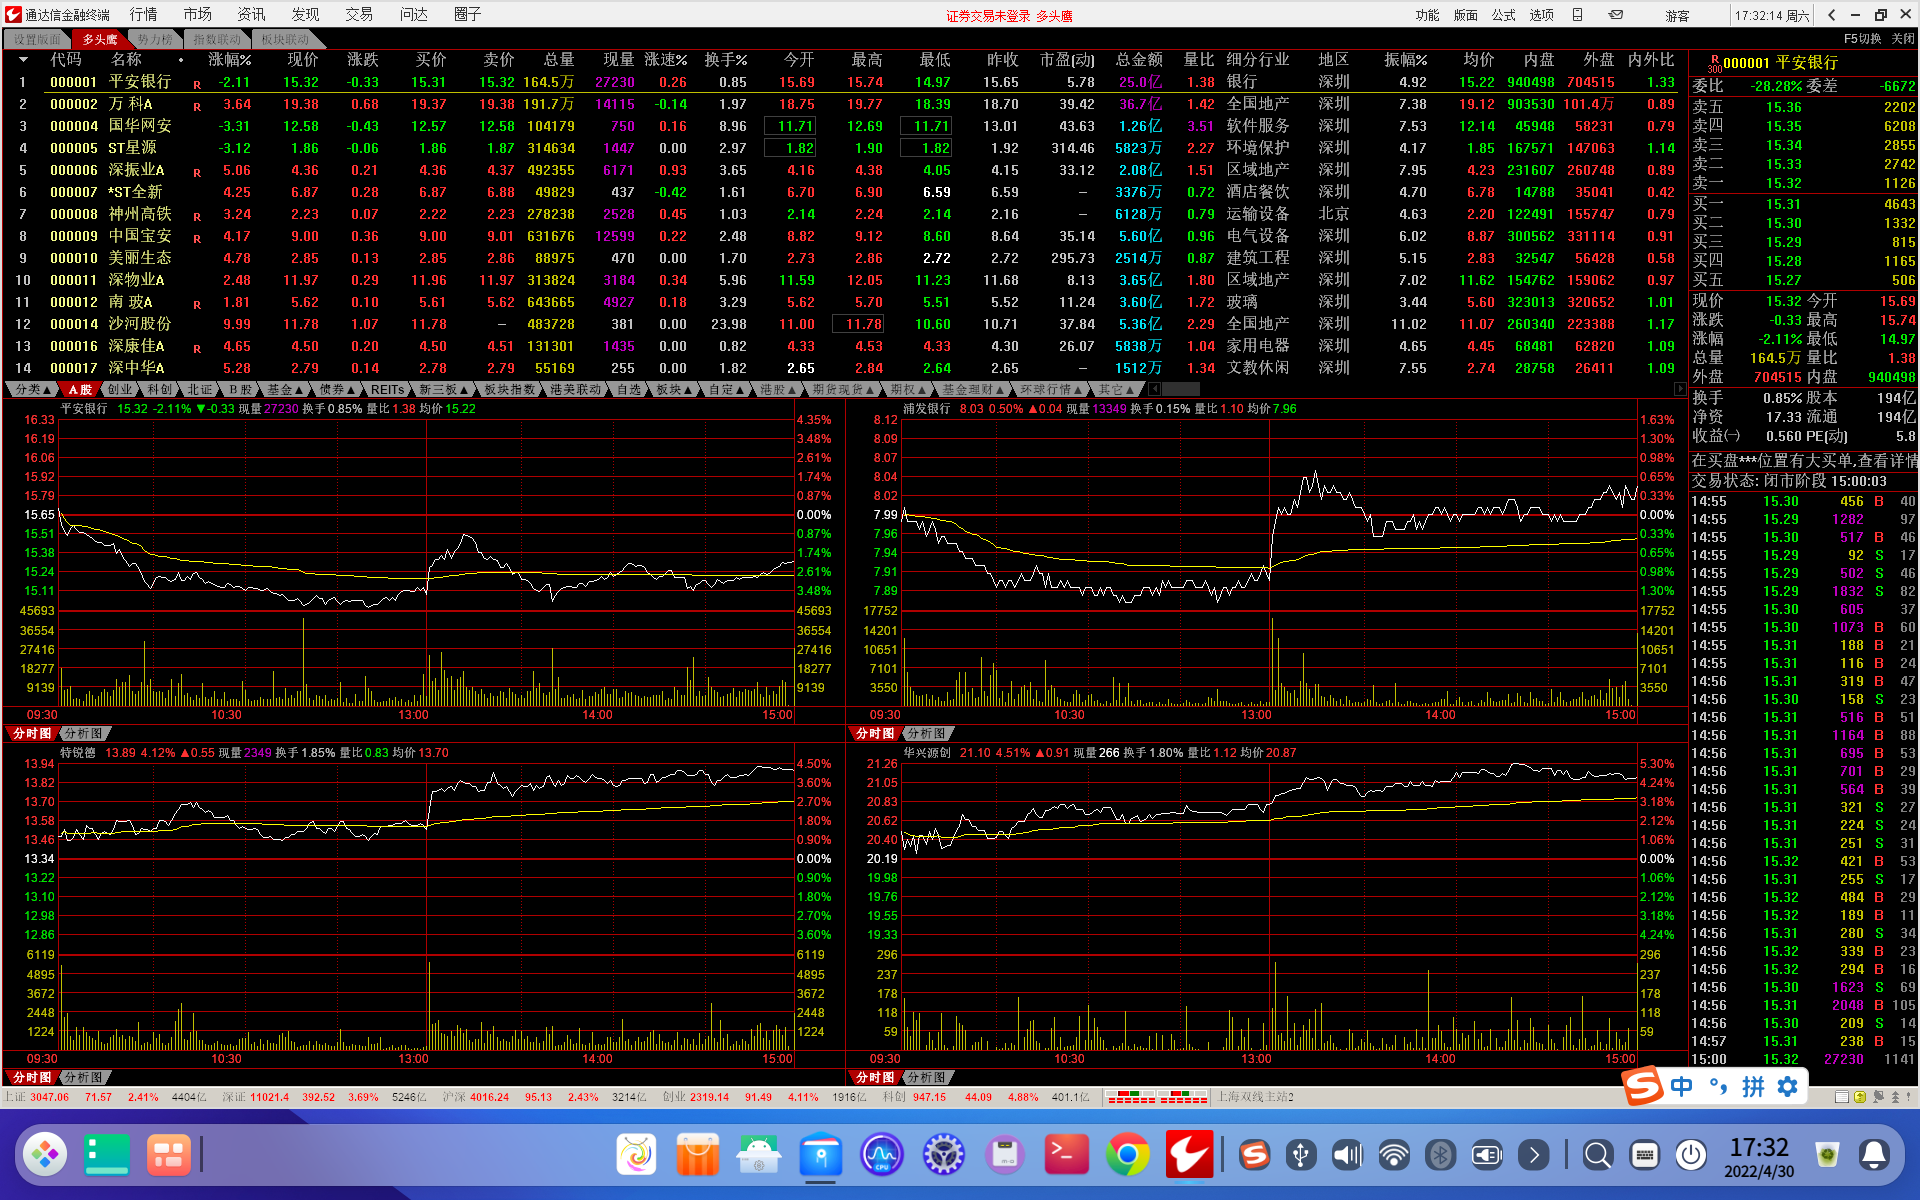 通达信金融终端 行情 市场 资讯 发现 交易 问达 圈子 证券交易未登录 多头鹰 功能 版面 公式 选项 游客 17:32:14 周六
设置版面 多头鹰 势力榜 指数联动 板块联动 F5切换 关闭
代码 名称 涨幅% 现价 涨跌 买价 卖价 总量 现量 涨速% 换手% 今开 最高 最低 昨收 市盈(动) 总金额 量比 细分行业 地区 振幅% 均价 内盘 外盘 内外比
1 000001 平安银行 R -2.11 15.32 -0.33 15.31 15.32 164.5万 27230 0.26 0.85 15.69 15.74 14.97 15.65 5.78 25.0亿 1.38 银行 深圳 4.92 15.22 940498 704515 1.33
2 000002 万 科A R 3.64 19.38 0.68 19.37 19.38 191.7万 14115 -0.14 1.97 18.75 19.77 18.39 18.70 39.42 36.7亿 1.42 全国地产 深圳 7.38 19.12 903530 101.4万 0.89
3 000004 国华网安 -3.31 12.58 -0.43 12.57 12.58 104179 750 0.16 8.96 11.71 12.69 11.71 13.01 43.63 1.26亿 3.51 软件服务 深圳 7.53 12.14 45948 58231 0.79
4 000005 ST星源 -3.12 1.86 -0.06 1.86 1.87 314634 1447 0.00 2.97 1.82 1.90 1.82 1.92 314.46 5823万 2.27 环境保护 深圳 4.17 1.85 167571 147063 1.14
5 000006 深振业A R 5.06 4.36 0.21 4.36 4.37 492355 6171 0.93 3.65 4.16 4.38 4.05 4.15 33.12 2.08亿 1.51 区域地产 深圳 7.95 4.23 231607 260748 0.89
6 000007 *ST全新 4.25 6.87 0.28 6.87 6.88 49829 437 -0.42 1.61 6.70 6.90 6.59 6.59 – 3376万 0.72 酒店餐饮 深圳 4.70 6.78 14788 35041 0.42
7 000008 神州高铁 R 3.24 2.23 0.07 2.22 2.23 278238 2528 0.45 1.03 2.14 2.24 2.14 2.16 – 6128万 0.79 运输设备 北京 4.63 2.20 122491 155747 0.79
8 000009 中国宝安 R 4.17 9.00 0.36 9.00 9.01 631676 12599 0.22 2.48 8.82 9.12 8.60 8.64 35.14 5.60亿 0.96 电气设备 深圳 6.02 8.87 300562 331114 0.91
9 000010 美丽生态 4.78 2.85 0.13 2.85 2.86 88975 470 0.00 1.70 2.73 2.86 2.72 2.72 295.73 2514万 0.87 建筑工程 深圳 5.15 2.83 32547 56428 0.58
10 000011 深物业A 2.48 11.97 0.29 11.96 11.97 313824 3184 0.34 5.96 11.59 12.05 11.23 11.68 8.13 3.65亿 1.80 区域地产 深圳 7.02 11.62 154762 159062 0.97
11 000012 南 玻A R 1.81 5.62 0.10 5.61 5.62 643665 4927 0.18 3.29 5.62 5.70 5.51 5.52 11.24 3.60亿 1.72 玻璃 深圳 3.44 5.60 323013 320652 1.01
12 000014 沙河股份 9.99 11.78 1.07 11.78 – 483728 381 0.00 23.98 11.00 11.78 10.60 10.71 37.84 5.36亿 2.29 全国地产 深圳 11.02 11.07 260340 223388 1.17
13 000016 深康佳A R 4.65 4.50 0.20 4.50 4.51 131301 1435 0.00 0.82 4.33 4.53 4.33 4.30 26.07 5838万 1.04 家用电器 深圳 4.65 4.45 68481 62820 1.09
14 000017 深中华A 5.28 2.79 0.14 2.78 2.79 55169 255 0.00 1.82 2.65 2.84 2.64 2.65 – 1512万 1.34 文教休闲 深圳 7.55 2.74 28758 26411 1.09
分类▲ A股 创业 科创 北证 B股 基金▲ 债券▲ REITs 新三板▲ 板块指数 港美联动 自选 板块▲ 自定▲ 港股▲ 期货现货▲ 期权▲ 基金理财▲ 环球行情▲ 其它▲
平安银行 15.32 -2.11% ▼-0.33 现量27230 换手0.85% 量比1.38 均价15.22
16.33 4.35%
16.19 3.48%
16.06 2.61%
15.92 1.74%
15.79 0.87%
15.65 0.00%
15.51 0.87%
15.38 1.74%
15.24 2.61%
15.11 3.48%
45693 45693
36554 36554
27416 27416
18277 18277
9139 9139
09:30 10:30 13:00 14:00 15:00
分时图 分析图
浦发银行 8.03 0.50% ▲0.04 现量13349 换手0.15% 量比1.10 均价7.96
8.12 1.63%
8.09 1.30%
8.07 0.98%
8.04 0.65%
8.02 0.33%
7.99 0.00%
7.96 0.33%
7.94 0.65%
7.91 0.98%
7.89 1.30%
17752 17752
14201 14201
10651 10651
7101 7101
3550 3550
09:30 10:30 13:00 14:00 15:00
分时图 分析图
特锐德 13.89 4.12% ▲0.55 现量2349 换手1.85% 量比0.83 均价13.70
13.94 4.50%
13.82 3.60%
13.70 2.70%
13.58 1.80%
13.46 0.90%
13.34 0.00%
13.22 0.90%
13.10 1.80%
12.98 2.70%
12.86 3.60%
6119 6119
4895 4895
3672 3672
2448 2448
1224 1224
09:30 10:30 13:00 14:00 15:00
分时图 分析图
华兴源创 21.10 4.51% ▲0.91 现量266 换手1.80% 量比1.12 均价20.87
21.26 5.30%
21.05 4.24%
20.83 3.18%
20.62 2.12%
20.40 1.06%
20.19 0.00%
19.98 1.06%
19.76 2.12%
19.55 3.18%
19.33 4.24%
296 296
237 237
178 178
118 118
59 59
09:30 10:30 13:00 14:00 15:00
分时图 分析图
R 300 000001 平安银行
委比 -28.28% 委差 -6672
卖五 15.36 2202
卖四 15.35 6208
卖三 15.34 2855
卖二 15.33 2742
卖一 15.32 1126
买一 15.31 4643
买二 15.30 1332
买三 15.29 815
买四 15.28 1165
买五 15.27 506
现价 15.32 今开 15.69
涨跌 -0.33 最高 15.74
涨幅 -2.11% 最低 14.97
总量 164.5万 量比 1.38
外盘 704515 内盘 940498
换手 0.85% 股本 194亿
净资 17.33 流通 194亿
收益㈠ 0.560 PE(动) 5.8
在买盘***位置有大买单,查看详情
交易状态: 闭市阶段 15:00:03
14:55 15.30 456 B 40
14:55 15.29 1282 97
14:55 15.30 517 B 46
14:55 15.29 92 S 17
14:55 15.29 502 S 46
14:55 15.29 1832 S 82
14:55 15.30 605 37
14:55 15.30 1073 B 60
14:55 15.31 188 B 21
14:55 15.31 116 B 24
14:55 15.31 319 B 47
14:55 15.30 158 S 23
14:56 15.31 516 B 51
14:56 15.31 1164 B 88
14:56 15.31 695 B 53
14:56 15.31 701 B 29
14:56 15.31 564 B 39
14:56 15.31 321 S 27
14:56 15.31 224 S 24
14:56 15.31 251 S 31
14:56 15.32 421 B 53
14:56 15.31 255 S 17
14:56 15.32 484 B 29
14:56 15.32 189 B 11
14:56 15.31 280 S 34
14:56 15.32 339 B 23
14:56 15.32 294 B 16
14:56 15.30 1623 S 69
14:56 15.31 2048 B 105
14:56 15.30 209 S 14
14:57 15.31 238 B 15
15:00 15.32 27230 1141
中 拼
上证 3047.06 71.57 2.41% 4404亿 深证 11021.4 392.52 3.69% 5246亿 沪深 4016.24 95.13 2.43% 3214亿 创业 2319.14 91.49 4.11% 1916亿 科创 947.15 44.09 4.88% 401.1亿 上海双线主站2
CPU
17:32
2022/4/30